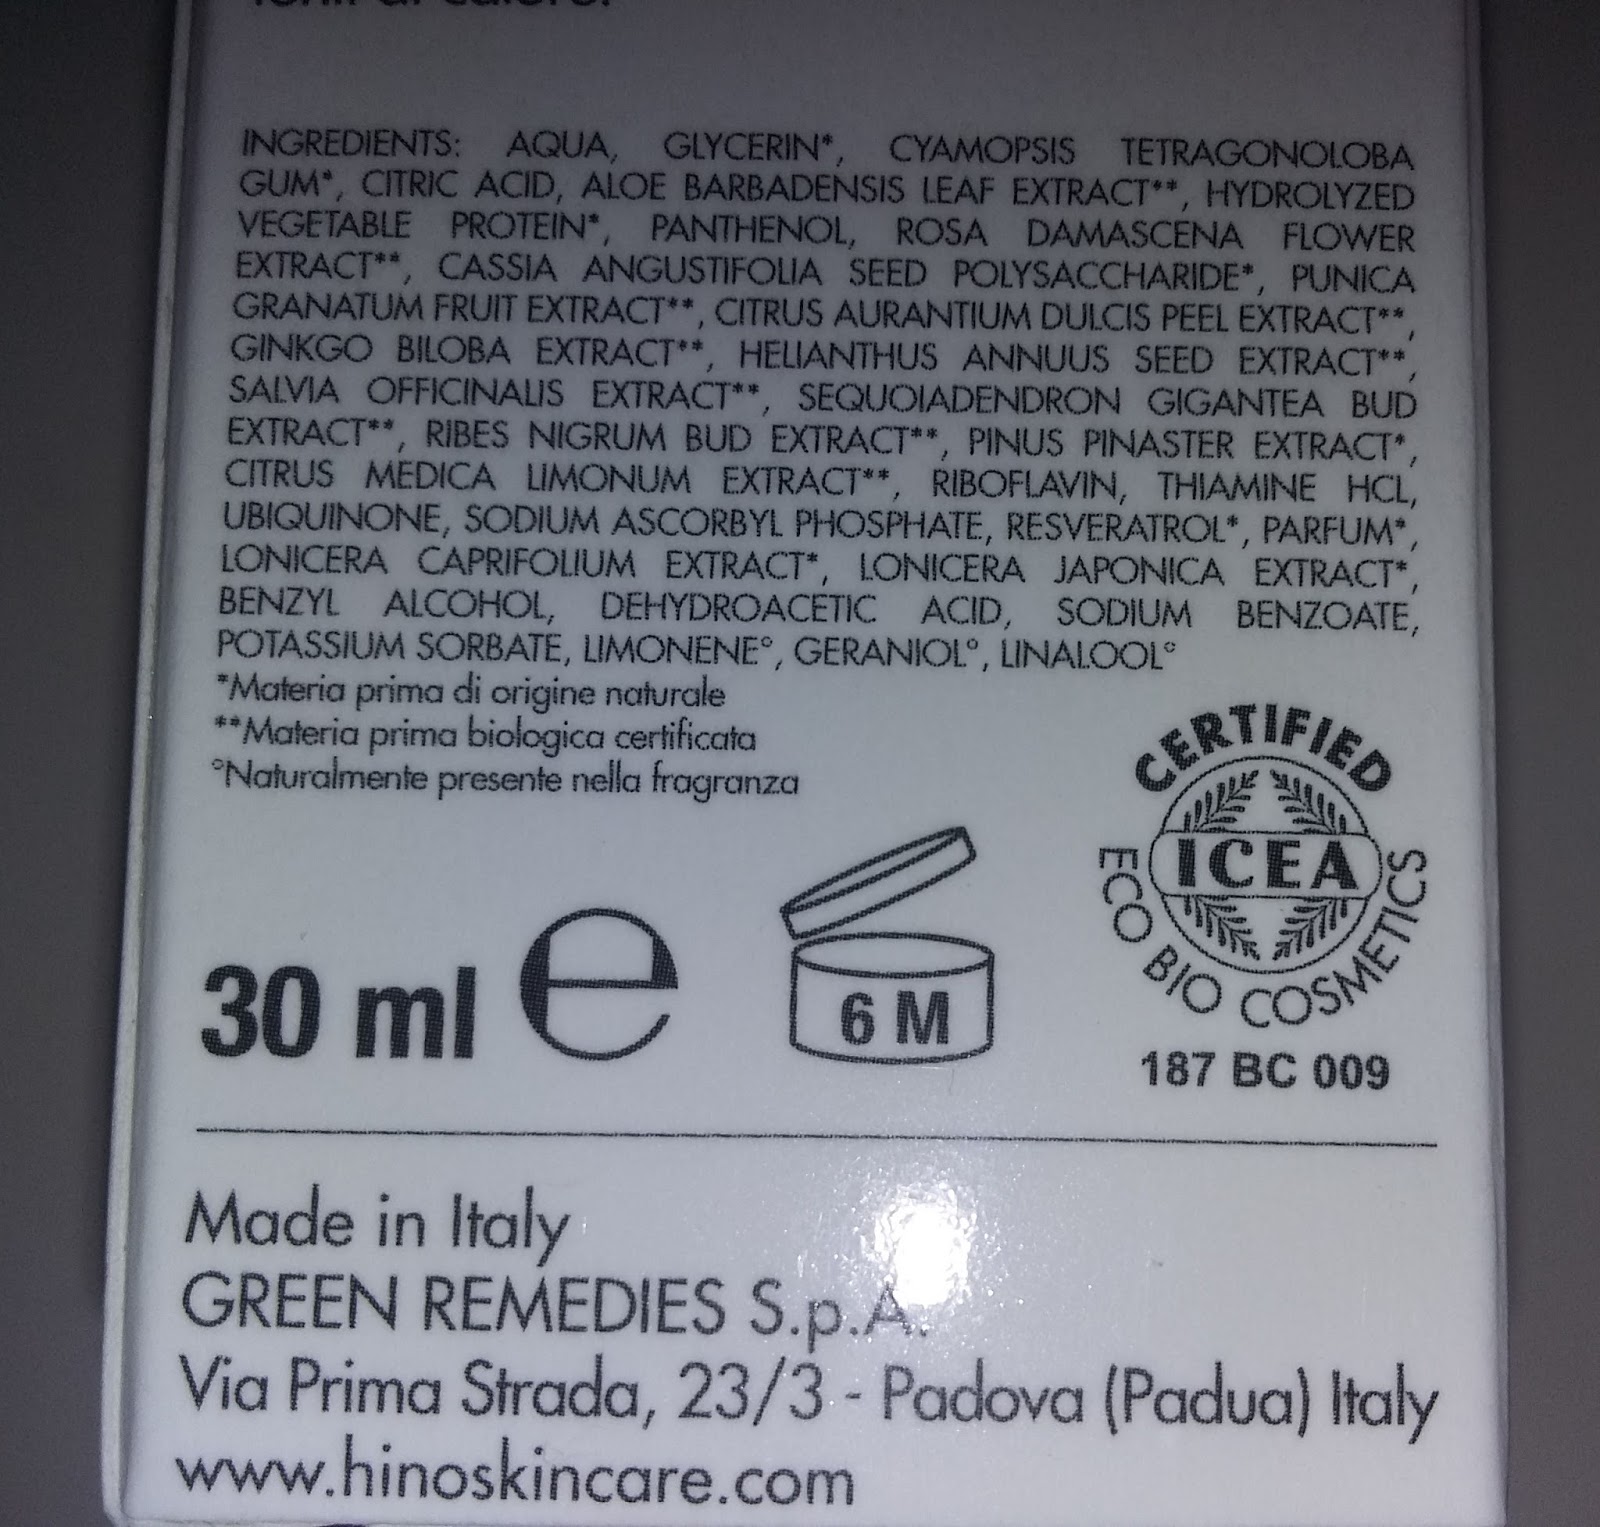 INGREDIENTS: AQUA, GLYCERIN*, CYAMOPSIS TETRAGONOLOBA
GUM*, CITRIC ACID, ALOE BARBADENSIS LEAF EXTRACT**, HYDROLYZED
VEGETABLE PROTEIN*, PANTHENOL, ROSA DAMASCENA FLOWER
EXTRACT**, CASSIA ANGUSTIFOLIA SEED POLYSACCHARIDE*, PUNICA
GRANATUM FRUIT EXTRACT**, CITRUS AURANTIUM DULCIS PEEL EXTRACT**,
GINKGO BILOBA EXTRACT**, HELIANTHUS ANNUUS SEED EXTRACT**,
SALVIA OFFICINALIS EXTRACT**, SEQUOIADENDRON GIGANTEA BUD
EXTRACT**, RIBES NIGRUM BUD EXTRACT**, PINUS PINASTER EXTRACT*,
CITRUS MEDICA LIMONUM EXTRACT**, RIBOFLAVIN, THIAMINE HCL,
UBIQUINONE, SODIUM ASCORBYL PHOSPHATE, RESVERATROL*, PARFUM*,
LONICERA CAPRIFOLIUM EXTRACT*, LONICERA JAPONICA EXTRACT*,
BENZYL ALCOHOL, DEHYDROACETIC ACID, SODIUM BENZOATE,
POTASSIUM SORBATE, LIMONENE°, GERANIOL°, LINALOOL°
*Materia prima di origine naturale
**Materia prima biologica certificata
°Naturalmente presente nella fragranza
CERTIFIED
ICEA
ECO BIO COSMETICS
187 BC 009
30 ml e
6 M
Made in Italy
GREEN REMEDIES S.p.A.
Via Prima Strada, 23/3 - Padova (Padua) Italy
www.hinoskincare.com